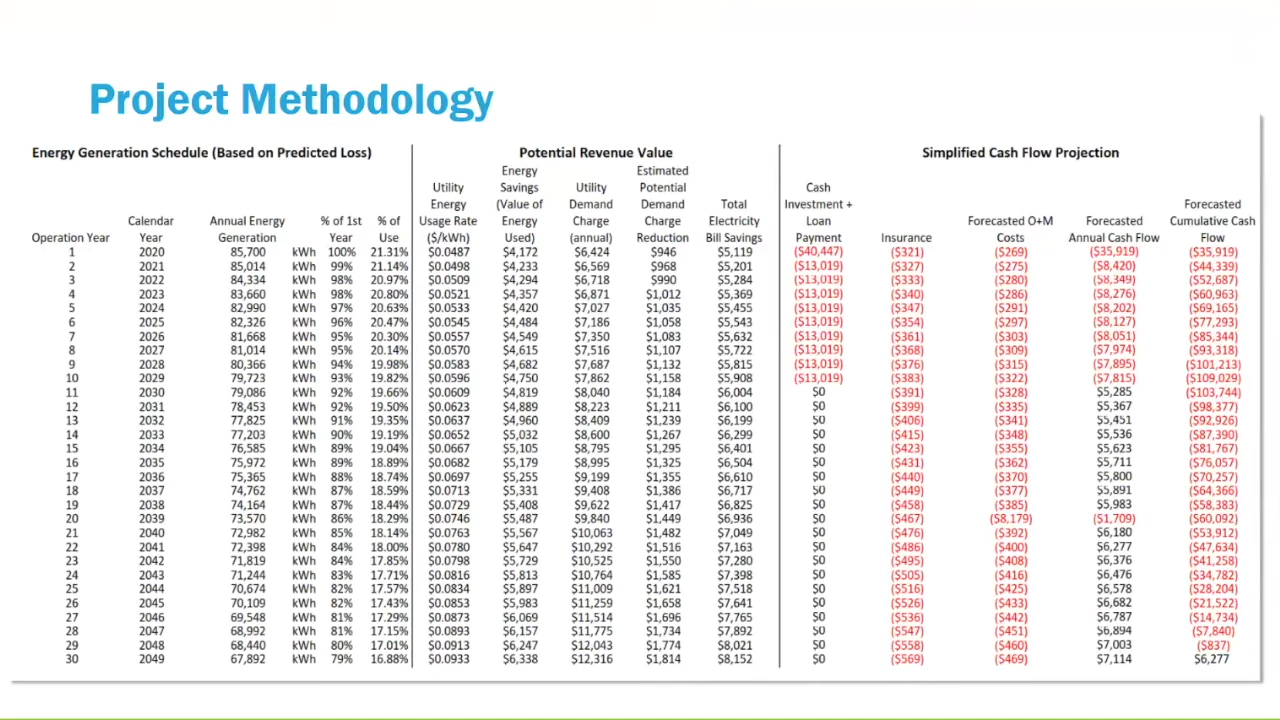 Project Methodology
Energy Generation Schedule (Based on Predicted Loss) Potential Revenue Value Simplified Cash Flow Projection
Energy Estimated
Utility Savings Utility Potential Cash
Energy (Value of Demand Demand Total Investment + Forecasted
Calendar Annual Energy % of 1st % of Usage Rate Energy Charge Charge Electricity Loan Forecasted O+M Forecasted Cumulative Cash
Operation Year Year Generation Year Use ($/kWh) Used) (annual) Reduction Bill Savings Payment Insurance Costs Annual Cash Flow Flow
1 2020 85,700 kWh 100% 21.31% $0.0487 $4,172 $6,424 $946 $5,119 ($40,447) ($321) ($269) ($35,919) ($35,919)
2 2021 85,014 kWh 99% 21.14% $0.0498 $4,233 $6,569 $968 $5,201 ($13,019) ($327) ($275) ($8,420) ($44,339)
3 2022 84,334 kWh 98% 20.97% $0.0509 $4,294 $6,718 $990 $5,284 ($13,019) ($333) ($280) ($8,349) ($52,687)
4 2023 83,660 kWh 98% 20.80% $0.0521 $4,357 $6,871 $1,012 $5,369 ($13,019) ($340) ($286) ($8,276) ($60,963)
5 2024 82,990 kWh 97% 20.63% $0.0533 $4,420 $7,027 $1,035 $5,455 ($13,019) ($347) ($291) ($8,202) ($69,165)
6 2025 82,326 kWh 96% 20.47% $0.0545 $4,484 $7,186 $1,058 $5,543 ($13,019) ($354) ($297) ($8,127) ($77,293)
7 2026 81,668 kWh 95% 20.30% $0.0557 $4,549 $7,350 $1,083 $5,632 ($13,019) ($361) ($303) ($8,051) ($85,344)
8 2027 81,014 kWh 95% 20.14% $0.0570 $4,615 $7,516 $1,107 $5,722 ($13,019) ($368) ($309) ($7,974) ($93,318)
9 2028 80,366 kWh 94% 19.98% $0.0583 $4,682 $7,687 $1,132 $5,815 ($13,019) ($376) ($315) ($7,895) ($101,213)
10 2029 79,723 kWh 93% 19.82% $0.0596 $4,750 $7,862 $1,158 $5,908 ($13,019) ($383) ($322) ($7,815) ($109,029)
11 2030 79,086 kWh 92% 19.66% $0.0609 $4,819 $8,040 $1,184 $6,004 $0 ($391) ($328) $5,285 ($103,744)
12 2031 78,453 kWh 92% 19.50% $0.0623 $4,889 $8,223 $1,211 $6,100 $0 ($399) ($335) $5,367 ($98,377)
13 2032 77,825 kWh 91% 19.35% $0.0637 $4,960 $8,409 $1,239 $6,199 $0 ($406) ($341) $5,451 ($92,926)
14 2033 77,203 kWh 90% 19.19% $0.0652 $5,032 $8,600 $1,267 $6,299 $0 ($415) ($348) $5,536 ($87,390)
15 2034 76,585 kWh 89% 19.04% $0.0667 $5,105 $8,795 $1,295 $6,401 $0 ($423) ($355) $5,623 ($81,767)
16 2035 75,972 kWh 89% 18.89% $0.0682 $5,179 $8,995 $1,325 $6,504 $0 ($431) ($362) $5,711 ($76,057)
17 2036 75,365 kWh 88% 18.74% $0.0697 $5,255 $9,199 $1,355 $6,610 $0 ($440) ($370) $5,800 ($70,257)
18 2037 74,762 kWh 87% 18.59% $0.0713 $5,331 $9,408 $1,386 $6,717 $0 ($449) ($377) $5,891 ($64,366)
19 2038 74,164 kWh 87% 18.44% $0.0729 $5,408 $9,622 $1,417 $6,825 $0 ($458) ($385) $5,983 ($58,383)
20 2039 73,570 kWh 86% 18.29% $0.0746 $5,487 $9,840 $1,449 $6,936 $0 ($467) ($8,179) ($1,709) ($60,092)
21 2040 72,982 kWh 85% 18.14% $0.0763 $5,567 $10,063 $1,482 $7,049 $0 ($476) ($392) $6,180 ($53,912)
22 2041 72,398 kWh 84% 18.00% $0.0780 $5,647 $10,292 $1,516 $7,163 $0 ($486) ($400) $6,277 ($47,634)
23 2042 71,819 kWh 84% 17.85% $0.0798 $5,729 $10,525 $1,550 $7,280 $0 ($495) ($408) $6,376 ($41,258)
24 2043 71,244 kWh 83% 17.71% $0.0816 $5,813 $10,764 $1,585 $7,398 $0 ($505) ($416) $6,476 ($34,782)
25 2044 70,674 kWh 82% 17.57% $0.0834 $5,897 $11,009 $1,621 $7,518 $0 ($516) ($425) $6,578 ($28,204)
26 2045 70,109 kWh 82% 17.43% $0.0853 $5,983 $11,259 $1,658 $7,641 $0 ($526) ($433) $6,682 ($21,522)
27 2046 69,548 kWh 81% 17.29% $0.0873 $6,069 $11,514 $1,696 $7,765 $0 ($536) ($442) $6,787 ($14,734)
28 2047 68,992 kWh 81% 17.15% $0.0893 $6,157 $11,775 $1,734 $7,892 $0 ($547) ($451) $6,894 ($7,840)
29 2048 68,440 kWh 80% 17.01% $0.0913 $6,247 $12,043 $1,774 $8,021 $0 ($558) ($460) $7,003 ($837)
30 2049 67,892 kWh 79% 16.88% $0.0933 $6,338 $12,316 $1,814 $8,152 $0 ($569) ($469) $7,114 $6,277